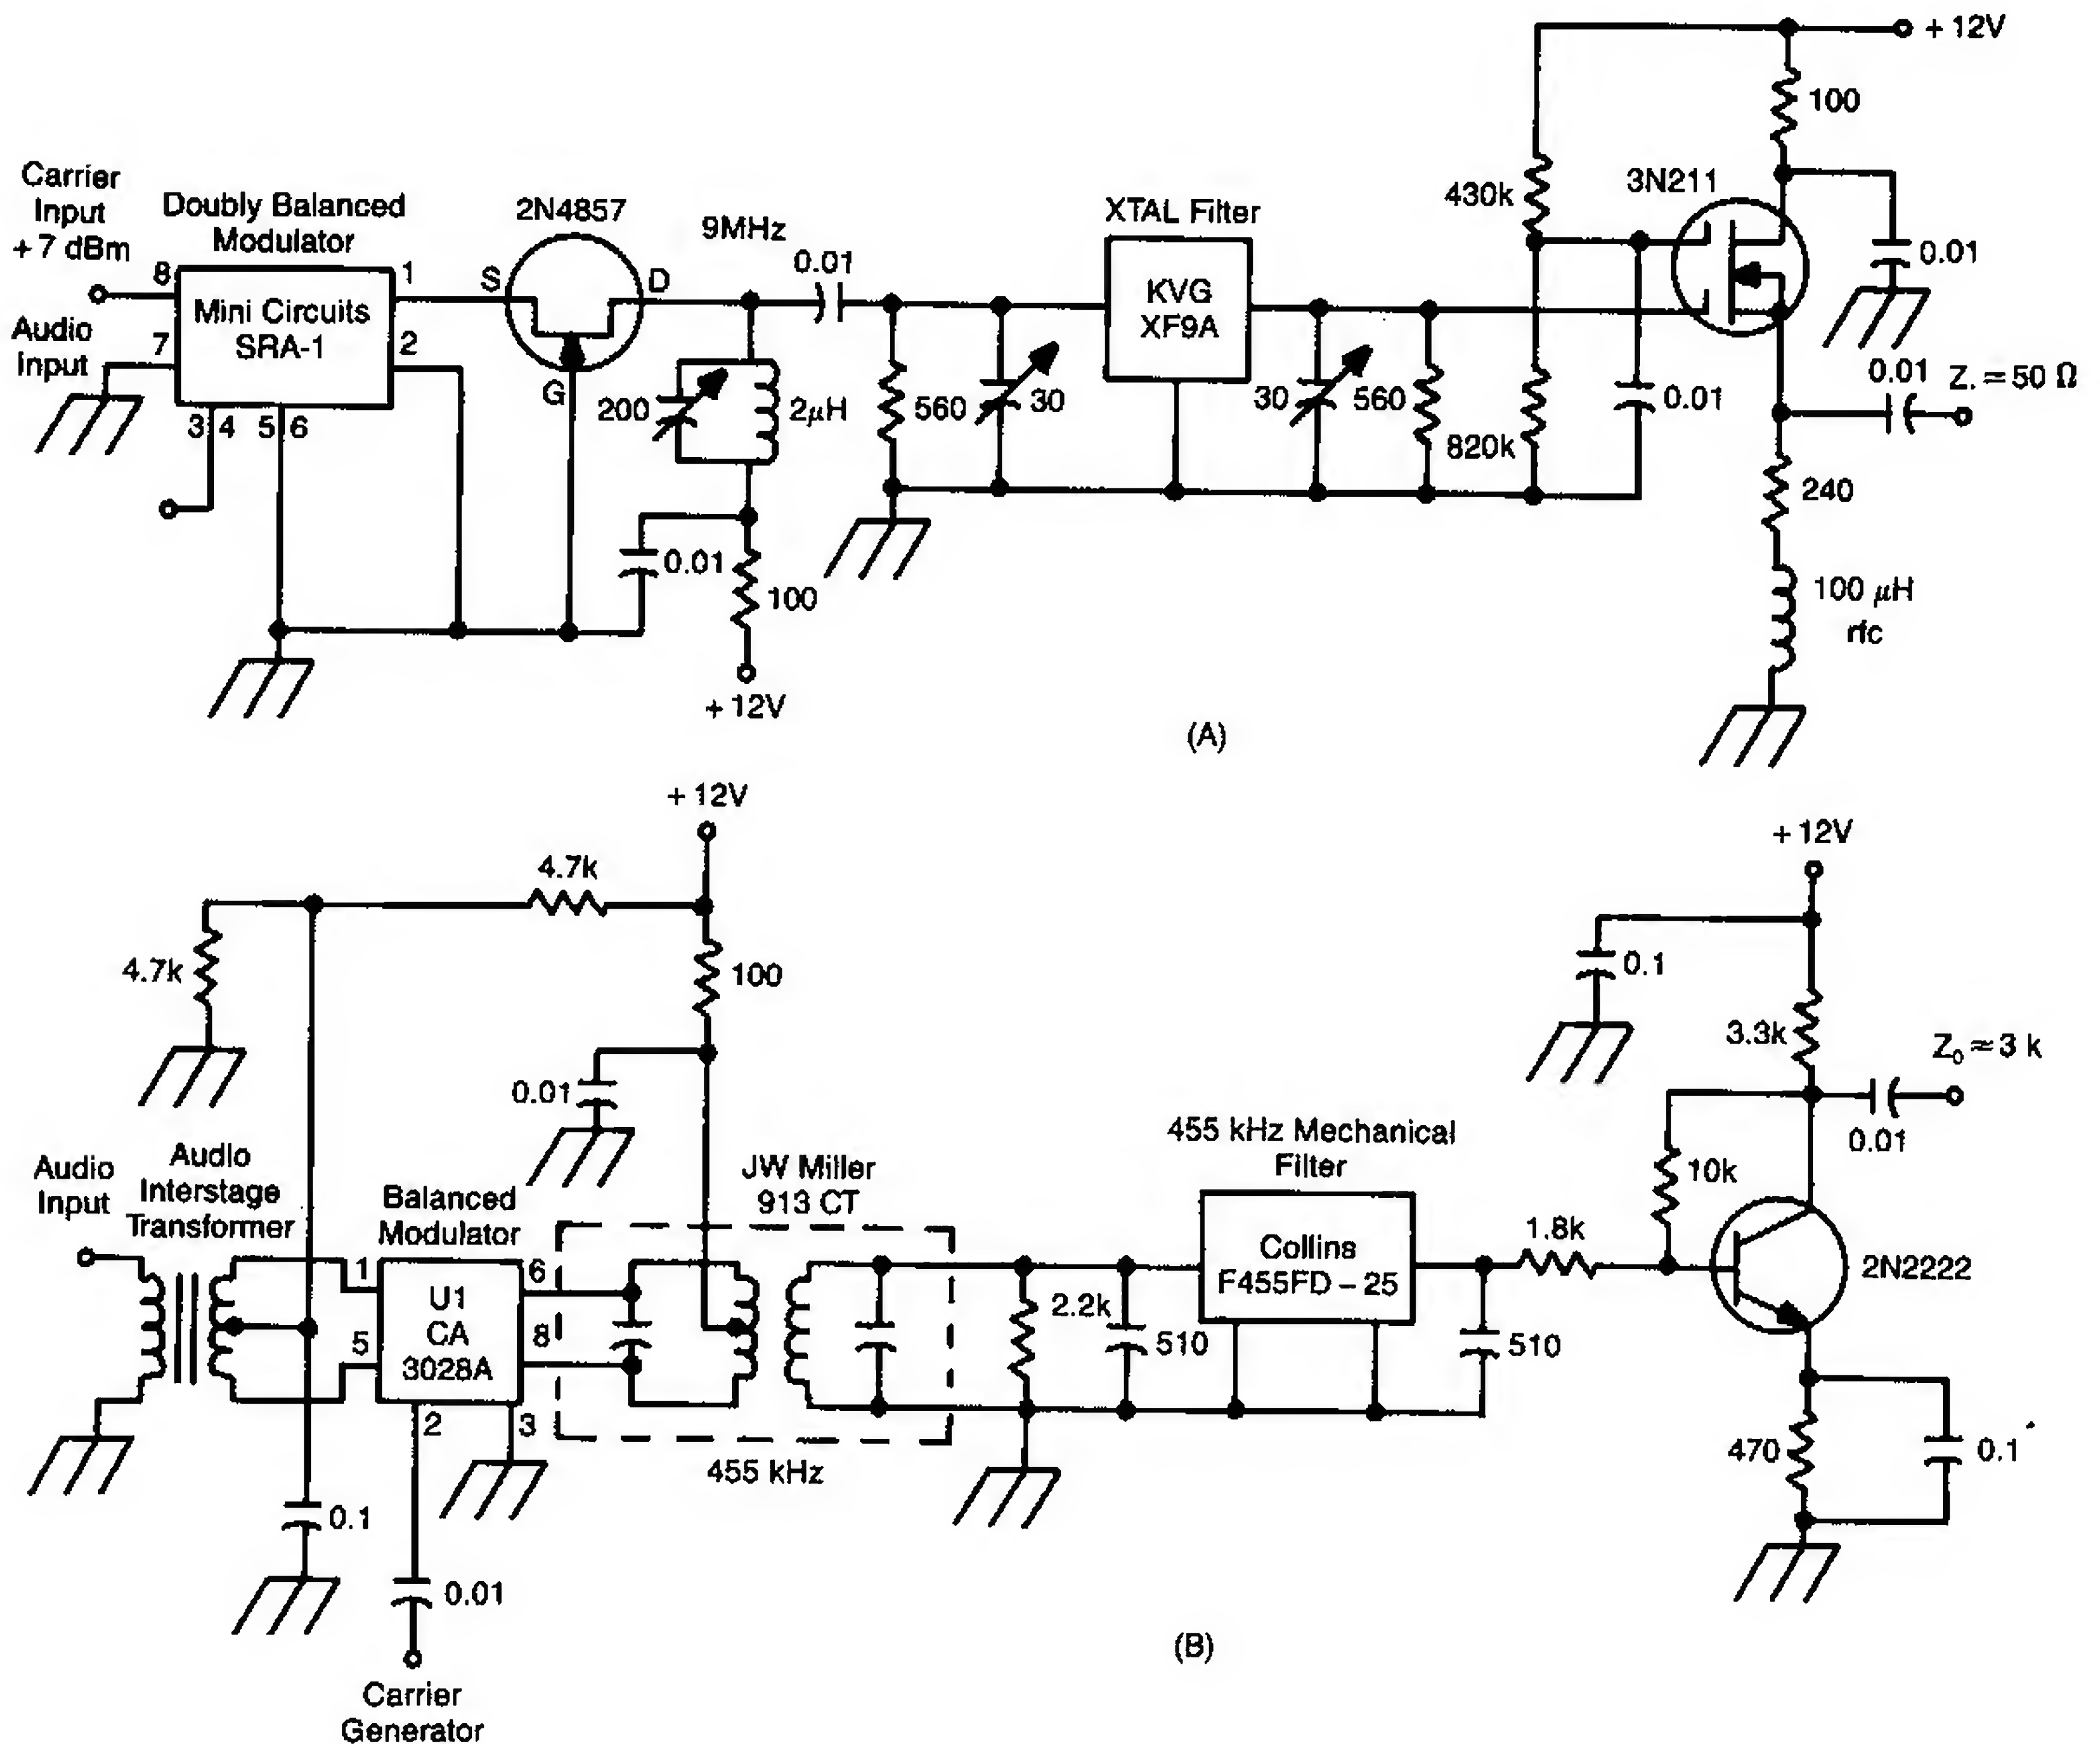 + 12V
100
Carrier
Input
+ 7 dBm
Doubly Balanced
Modulator
2N4857
9MHz
0.01
XTAL Filter
430k
3N211
0.01
8
1
S
D
Mini Circuits
SRA-1
KVG
XF9A
Audio
Input
7
2
G
200
2μH
560
30
30
560
820k
0.01
0.01
Z. = 50 Ω
3
4
5
6
240
0.01
100
100 μH
rfc
+ 12V
(A)
+ 12V
4.7k
+ 12V
4.7k
100
0.1
3.3k
Z₀ ≈ 3 k
0.01
0.01
455 kHz Mechanical
Filter
10k
Audio
Input
Audio
Interstage
Transformer
Balanced
Modulator
JW Miller
913 CT
1
6
U1
CA
3028A
5
8
2.2k
510
Collins
F455FD - 25
1.8k
510
2N2222
2
3
455 kHz
470
0.1
0.1
0.01
Carrier
Generator
(B)